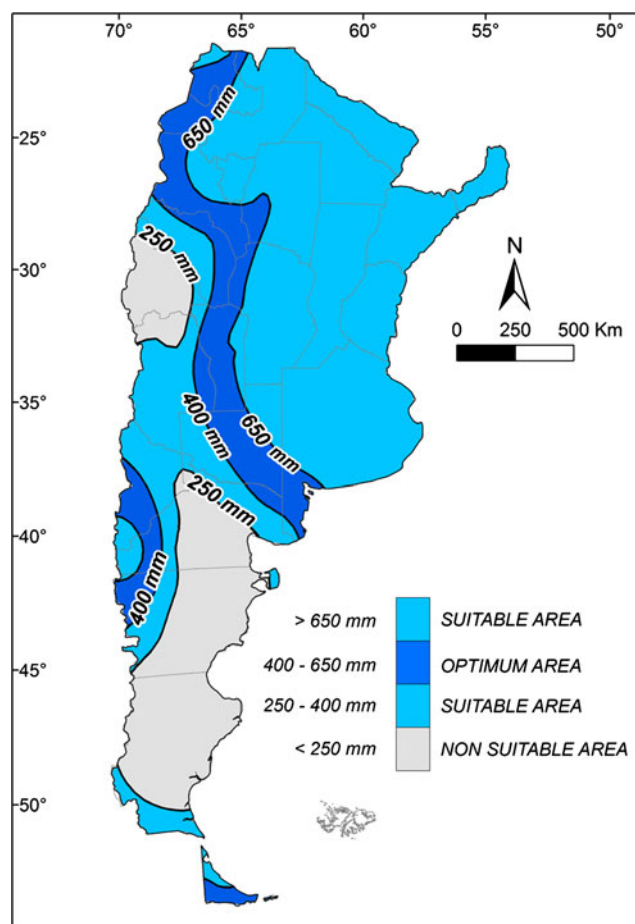 70° 65° 60° 55° 50°
25°
30°
35°
40°
45°
50°
650 mm
250 mm
N
0 250 500 Km
400 mm
650 mm
250 mm
400 mm
> 650 mm SUITABLE AREA
400 - 650 mm OPTIMUM AREA
250 - 400 mm SUITABLE AREA
< 250 mm NON SUITABLE AREA